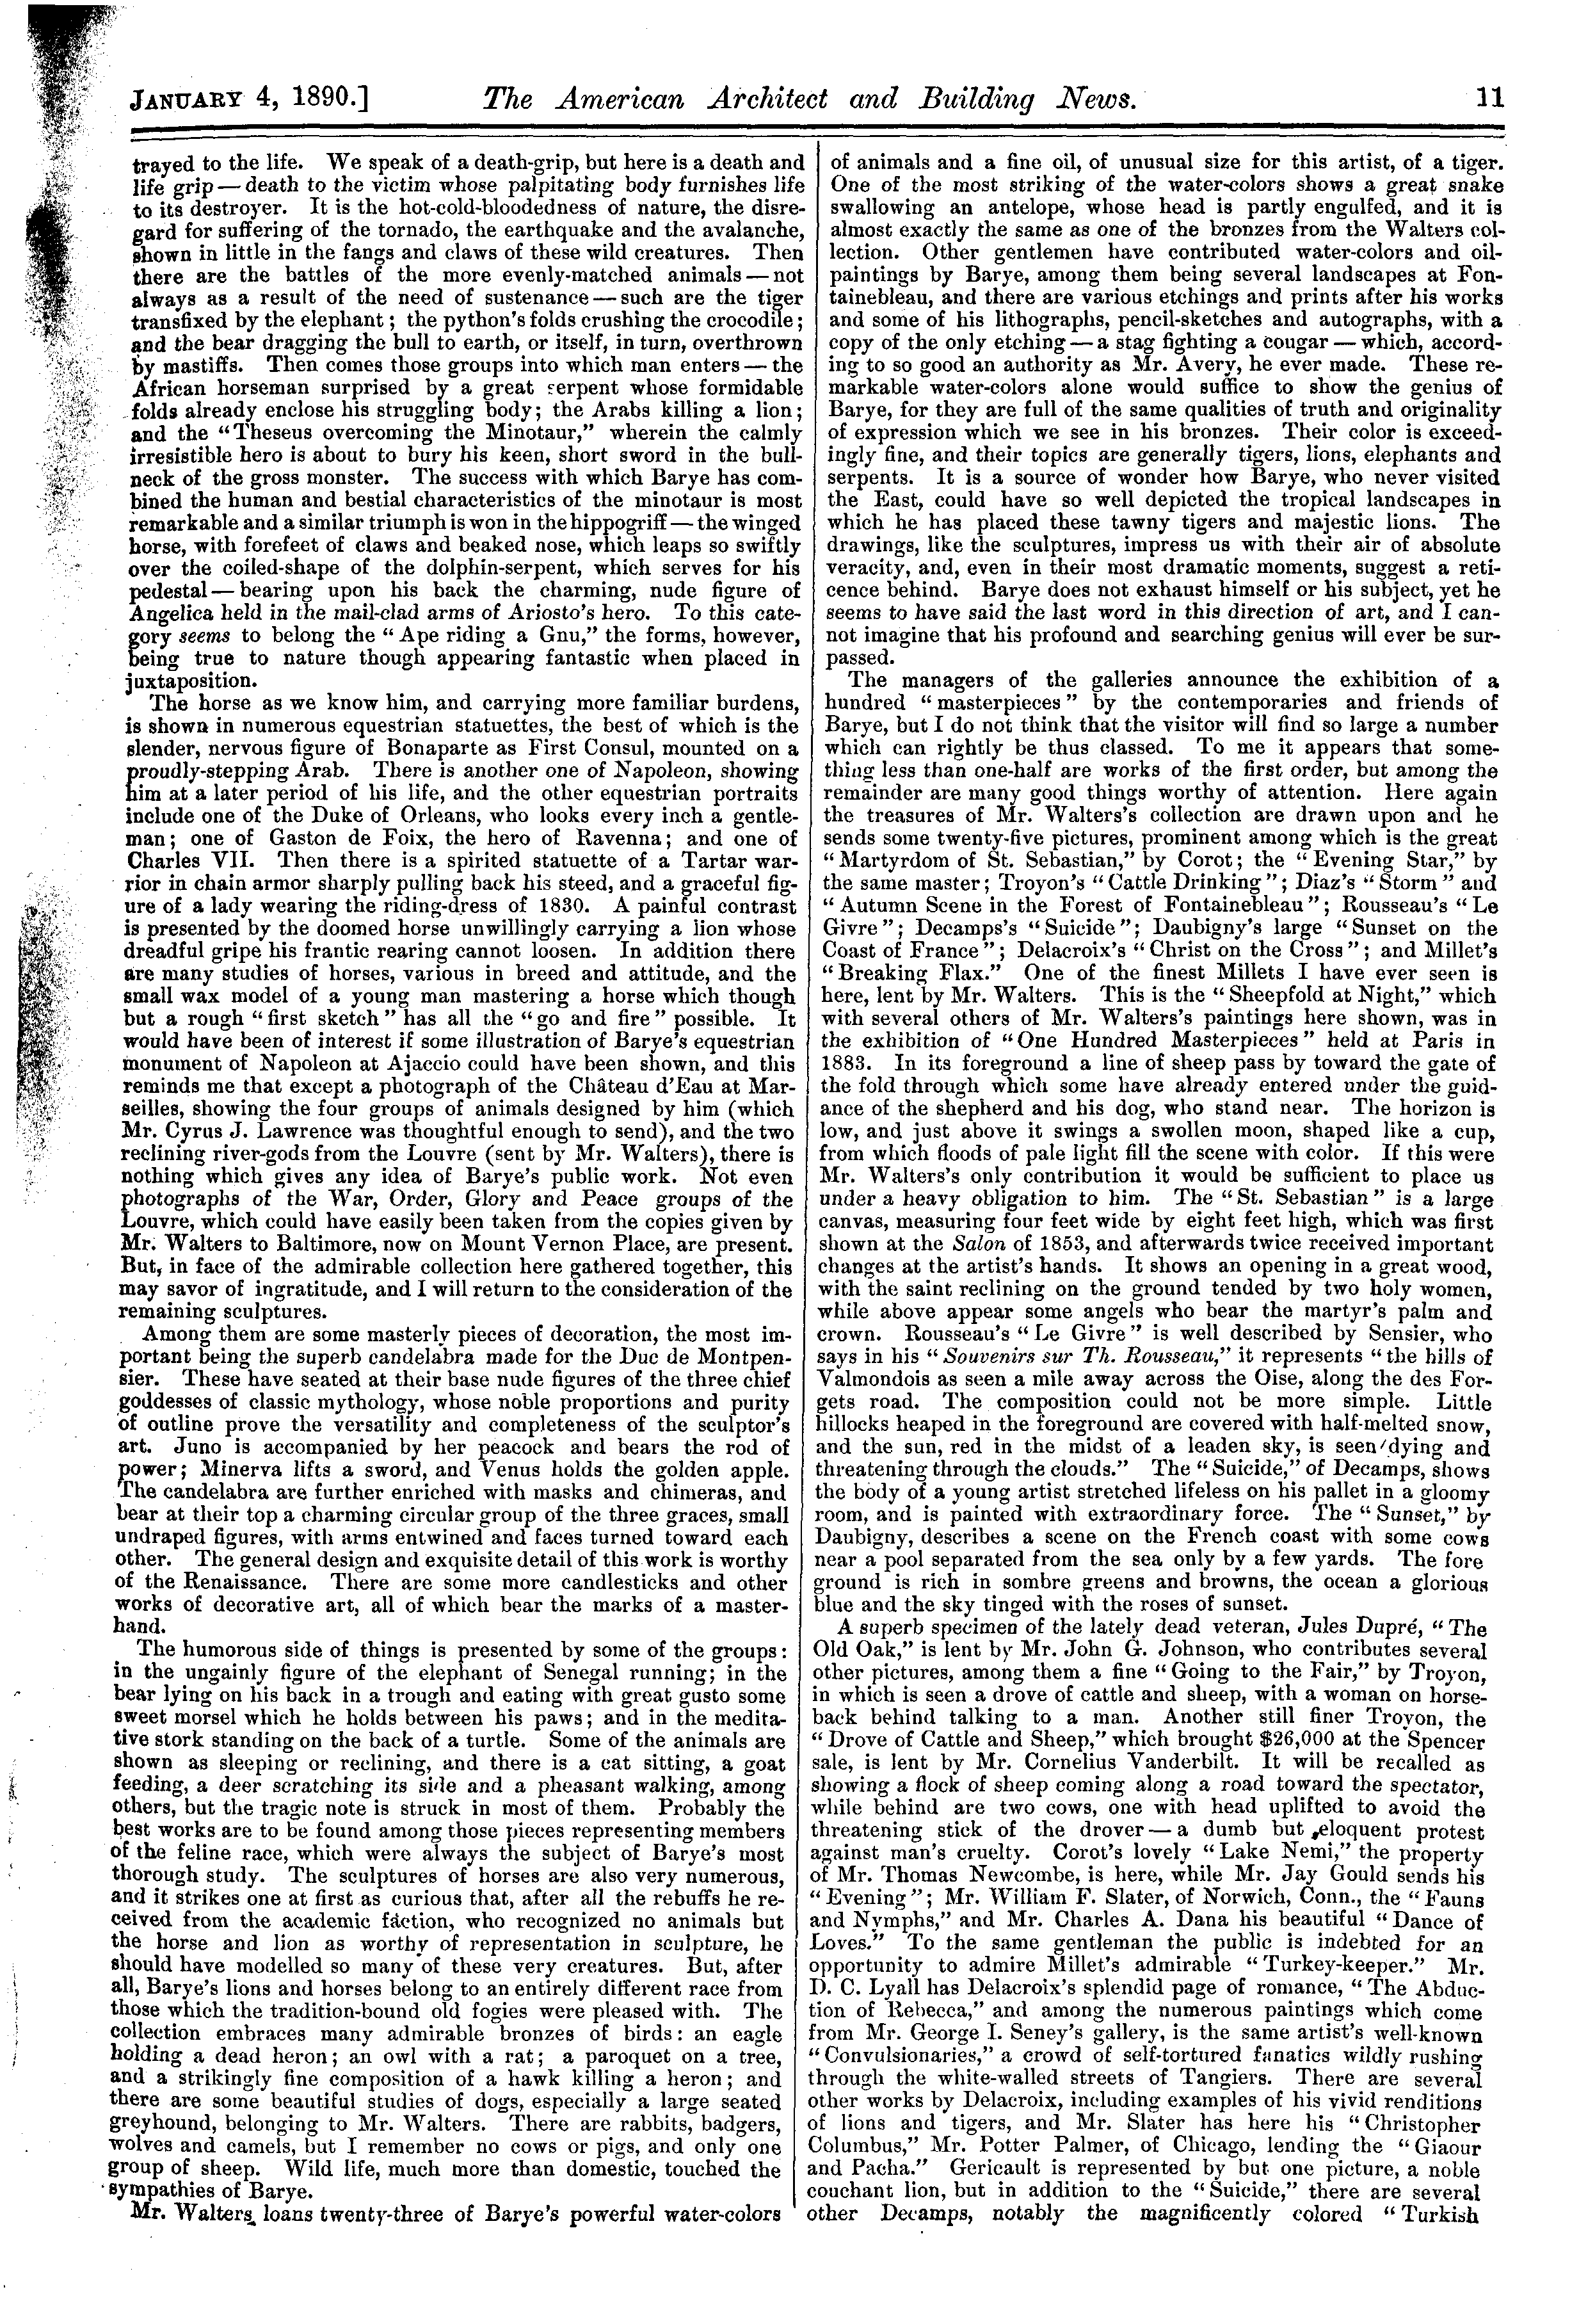 JANUARY 4, 1890.] The American Architect and Building News. 11
trayed to the life. We speak of a death-grip, but here is a death and
life grip — death to the victim whose palpitating body furnishes life
to its destroyer. It is the hot-cold-bloodedness of nature, the disre-
gard for suffering of the tornado, the earthquake and the avalanche,
shown in little in the fangs and claws of these wild creatures. Then
there are the battles of the more evenly-matched animals — not
always as a result of the need of sustenance — such are the tiger
transfixed by the elephant; the python's folds crushing the crocodile;
and the bear dragging the bull to earth, or itself, in turn, overthrown
by mastiffs. Then comes those groups into which man enters — the
African horseman surprised by a great serpent whose formidable
folds already enclose his struggling body; the Arabs killing a lion;
and the "Theseus overcoming the Minotaur," wherein the calmly
irresistible hero is about to bury his keen, short sword in the bull-
neck of the gross monster. The success with which Barye has com-
bined the human and bestial characteristics of the minotaur is most
remarkable and a similar triumph is won in the hippogriff — the winged
horse, with forefeet of claws and beaked nose, which leaps so swiftly
over the coiled-shape of the dolphin-serpent, which serves for his
pedestal — bearing upon his back the charming, nude figure of
Angelica held in the mail-clad arms of Ariosto's hero. To this cate-
gory seems to belong the "Ape riding a Gnu," the forms, however,
being true to nature though appearing fantastic when placed in
juxtaposition.
The horse as we know him, and carrying more familiar burdens,
is shown in numerous equestrian statuettes, the best of which is the
slender, nervous figure of Bonaparte as First Consul, mounted on a
proudly-stepping Arab. There is another one of Napoleon, showing
him at a later period of his life, and the other equestrian portraits
include one of the Duke of Orleans, who looks every inch a gentle-
man; one of Gaston de Foix, the hero of Ravenna; and one of
Charles VII. Then there is a spirited statuette of a Tartar war-
rior in chain armor sharply pulling back his steed, and a graceful fig-
ure of a lady wearing the riding-dress of 1830. A painful contrast
is presented by the doomed horse unwillingly carrying a lion whose
dreadful gripe his frantic rearing cannot loosen. In addition there
are many studies of horses, various in breed and attitude, and the
small wax model of a young man mastering a horse which though
but a rough "first sketch" has all the "go and fire" possible. It
would have been of interest if some illustration of Barye's equestrian
monument of Napoleon at Ajaccio could have been shown, and this
reminds me that except a photograph of the Château d'Eau at Mar-
seilles, showing the four groups of animals designed by him (which
Mr. Cyrus J. Lawrence was thoughtful enough to send), and the two
reclining river-gods from the Louvre (sent by Mr. Walters), there is
nothing which gives any idea of Barye's public work. Not even
photographs of the War, Order, Glory and Peace groups of the
Louvre, which could have easily been taken from the copies given by
Mr. Walters to Baltimore, now on Mount Vernon Place, are present.
But, in face of the admirable collection here gathered together, this
may savor of ingratitude, and I will return to the consideration of the
remaining sculptures.
Among them are some masterly pieces of decoration, the most im-
portant being the superb candelabra made for the Duc de Montpen-
sier. These have seated at their base nude figures of the three chief
goddesses of classic mythology, whose noble proportions and purity
of outline prove the versatility and completeness of the sculptor's
art. Juno is accompanied by her peacock and bears the rod of
power; Minerva lifts a sword, and Venus holds the golden apple.
The candelabra are further enriched with masks and chimeras, and
bear at their top a charming circular group of the three graces, small
undraped figures, with arms entwined and faces turned toward each
other. The general design and exquisite detail of this work is worthy
of the Renaissance. There are some more candlesticks and other
works of decorative art, all of which bear the marks of a master-
hand.
The humorous side of things is presented by some of the groups:
in the ungainly figure of the elephant of Senegal running; in the
bear lying on his back in a trough and eating with great gusto some
sweet morsel which he holds between his paws; and in the medita-
tive stork standing on the back of a turtle. Some of the animals are
shown as sleeping or reclining, and there is a cat sitting, a goat
feeding, a deer scratching its side and a pheasant walking, among
others, but the tragic note is struck in most of them. Probably the
best works are to be found among those pieces representing members
of the feline race, which were always the subject of Barye's most
thorough study. The sculptures of horses are also very numerous,
and it strikes one at first as curious that, after all the rebuffs he re-
ceived from the academic faction, who recognized no animals but
the horse and lion as worthy of representation in sculpture, he
should have modelled so many of these very creatures. But, after
all, Barye's lions and horses belong to an entirely different race from
those which the tradition-bound old fogies were pleased with. The
collection embraces many admirable bronzes of birds: an eagle
holding a dead heron; an owl with a rat; a paroquet on a tree,
and a strikingly fine composition of a hawk killing a heron; and
there are some beautiful studies of dogs, especially a large seated
greyhound, belonging to Mr. Walters. There are rabbits, badgers,
wolves and camels, but I remember no cows or pigs, and only one
group of sheep. Wild life, much more than domestic, touched the
sympathies of Barye.
Mr. Walters loans twenty-three of Barye's powerful water-colors
of animals and a fine oil, of unusual size for this artist, of a tiger.
One of the most striking of the water-colors shows a great snake
swallowing an antelope, whose head is partly engulfed, and it is
almost exactly the same as one of the bronzes from the Walters col-
lection. Other gentlemen have contributed water-colors and oil-
paintings by Barye, among them being several landscapes at Fon-
tainebleau, and there are various etchings and prints after his works
and some of his lithographs, pencil-sketches and autographs, with a
copy of the only etching — a stag fighting a cougar — which, accord-
ing to so good an authority as Mr. Avery, he ever made. These re-
markable water-colors alone would suffice to show the genius of
Barye, for they are full of the same qualities of truth and originality
of expression which we see in his bronzes. Their color is exceed-
ingly fine, and their topics are generally tigers, lions, elephants and
serpents. It is a source of wonder how Barye, who never visited
the East, could have so well depicted the tropical landscapes in
which he has placed these tawny tigers and majestic lions. The
drawings, like the sculptures, impress us with their air of absolute
veracity, and, even in their most dramatic moments, suggest a reti-
cence behind. Barye does not exhaust himself or his subject, yet he
seems to have said the last word in this direction of art, and I can-
not imagine that his profound and searching genius will ever be sur-
passed.
The managers of the galleries announce the exhibition of a
hundred "masterpieces" by the contemporaries and friends of
Barye, but I do not think that the visitor will find so large a number
which can rightly be thus classed. To me it appears that some-
thing less than one-half are works of the first order, but among the
remainder are many good things worthy of attention. Here again
the treasures of Mr. Walters's collection are drawn upon and he
sends some twenty-five pictures, prominent among which is the great
"Martyrdom of St. Sebastian," by Corot; the "Evening Star," by
the same master; Troyon's "Cattle Drinking"; Diaz's "Storm" and
"Autumn Scene in the Forest of Fontainebleau"; Rousseau's "Le
Givre"; Decamps's "Suicide"; Daubigny's large "Sunset on the
Coast of France"; Delacroix's "Christ on the Cross"; and Millet's
"Breaking Flax." One of the finest Millets I have ever seen is
here, lent by Mr. Walters. This is the "Sheepfold at Night," which
with several others of Mr. Walters's paintings here shown, was in
the exhibition of "One Hundred Masterpieces" held at Paris in
1883. In its foreground a line of sheep pass by toward the gate of
the fold through which some have already entered under the guid-
ance of the shepherd and his dog, who stand near. The horizon is
low, and just above it swings a swollen moon, shaped like a cup,
from which floods of pale light fill the scene with color. If this were
Mr. Walters's only contribution it would be sufficient to place us
under a heavy obligation to him. The "St. Sebastian" is a large
canvas, measuring four feet wide by eight feet high, which was first
shown at the Salon of 1853, and afterwards twice received important
changes at the artist's hands. It shows an opening in a great wood,
with the saint reclining on the ground tended by two holy women,
while above appear some angels who bear the martyr's palm and
crown. Rousseau's "Le Givre" is well described by Sensier, who
says in his "Souvenirs sur Th. Rousseau," it represents "the hills of
Valmondois as seen a mile away across the Oise, along the des For-
gets road. The composition could not be more simple. Little
hillocks heaped in the foreground are covered with half-melted snow,
and the sun, red in the midst of a leaden sky, is seen dying and
threatening through the clouds." The "Suicide," of Decamps, shows
the body of a young artist stretched lifeless on his pallet in a gloomy
room, and is painted with extraordinary force. The "Sunset," by
Daubigny, describes a scene on the French coast with some cows
near a pool separated from the sea only by a few yards. The fore
ground is rich in sombre greens and browns, the ocean a glorious
blue and the sky tinged with the roses of sunset.
A superb specimen of the lately dead veteran, Jules Dupré, "The
Old Oak," is lent by Mr. John G. Johnson, who contributes several
other pictures, among them a fine "Going to the Fair," by Troyon,
in which is seen a drove of cattle and sheep, with a woman on horse-
back behind talking to a man. Another still finer Troyon, the
"Drove of Cattle and Sheep," which brought $26,000 at the Spencer
sale, is lent by Mr. Cornelius Vanderbilt. It will be recalled as
showing a flock of sheep coming along a road toward the spectator,
while behind are two cows, one with head uplifted to avoid the
threatening stick of the drover — a dumb but eloquent protest
against man's cruelty. Corot's lovely "Lake Nemi," the property
of Mr. Thomas Newcombe, is here, while Mr. Jay Gould sends his
"Evening"; Mr. William F. Slater, of Norwich, Conn., the "Fauns
and Nymphs," and Mr. Charles A. Dana his beautiful "Dance of
Loves." To the same gentleman the public is indebted for an
opportunity to admire Millet's admirable "Turkey-keeper." Mr.
D. C. Lyall has Delacroix's splendid page of romance, "The Abduc-
tion of Rebecca," and among the numerous paintings which come
from Mr. George I. Seney's gallery, is the same artist's well-known
"Convulsionaries," a crowd of self-tortured fanatics wildly rushing
through the white-walled streets of Tangiers. There are several
other works by Delacroix, including examples of his vivid renditions
of lions and tigers, and Mr. Slater has here his "Christopher
Columbus," Mr. Potter Palmer, of Chicago, lending the "Giaour
and Pacha." Gericault is represented by but one picture, a noble
couchant lion, but in addition to the "Suicide," there are several
other Decamps, notably the magnificently colored "Turkish